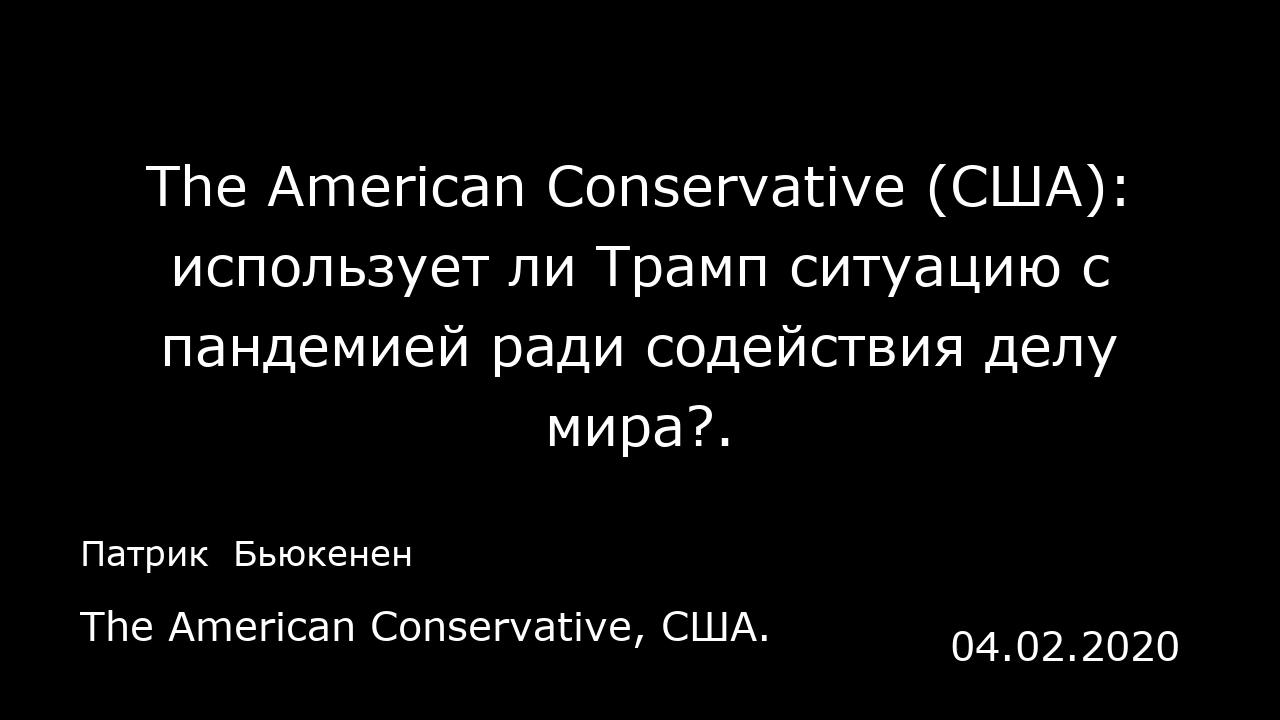 The American Conservative (США):
использует ли Трамп ситуацию с
пандемией ради содействия делу
мира?.
Патрик  Бьюкенен
The American Conservative, США.
04.02.2020